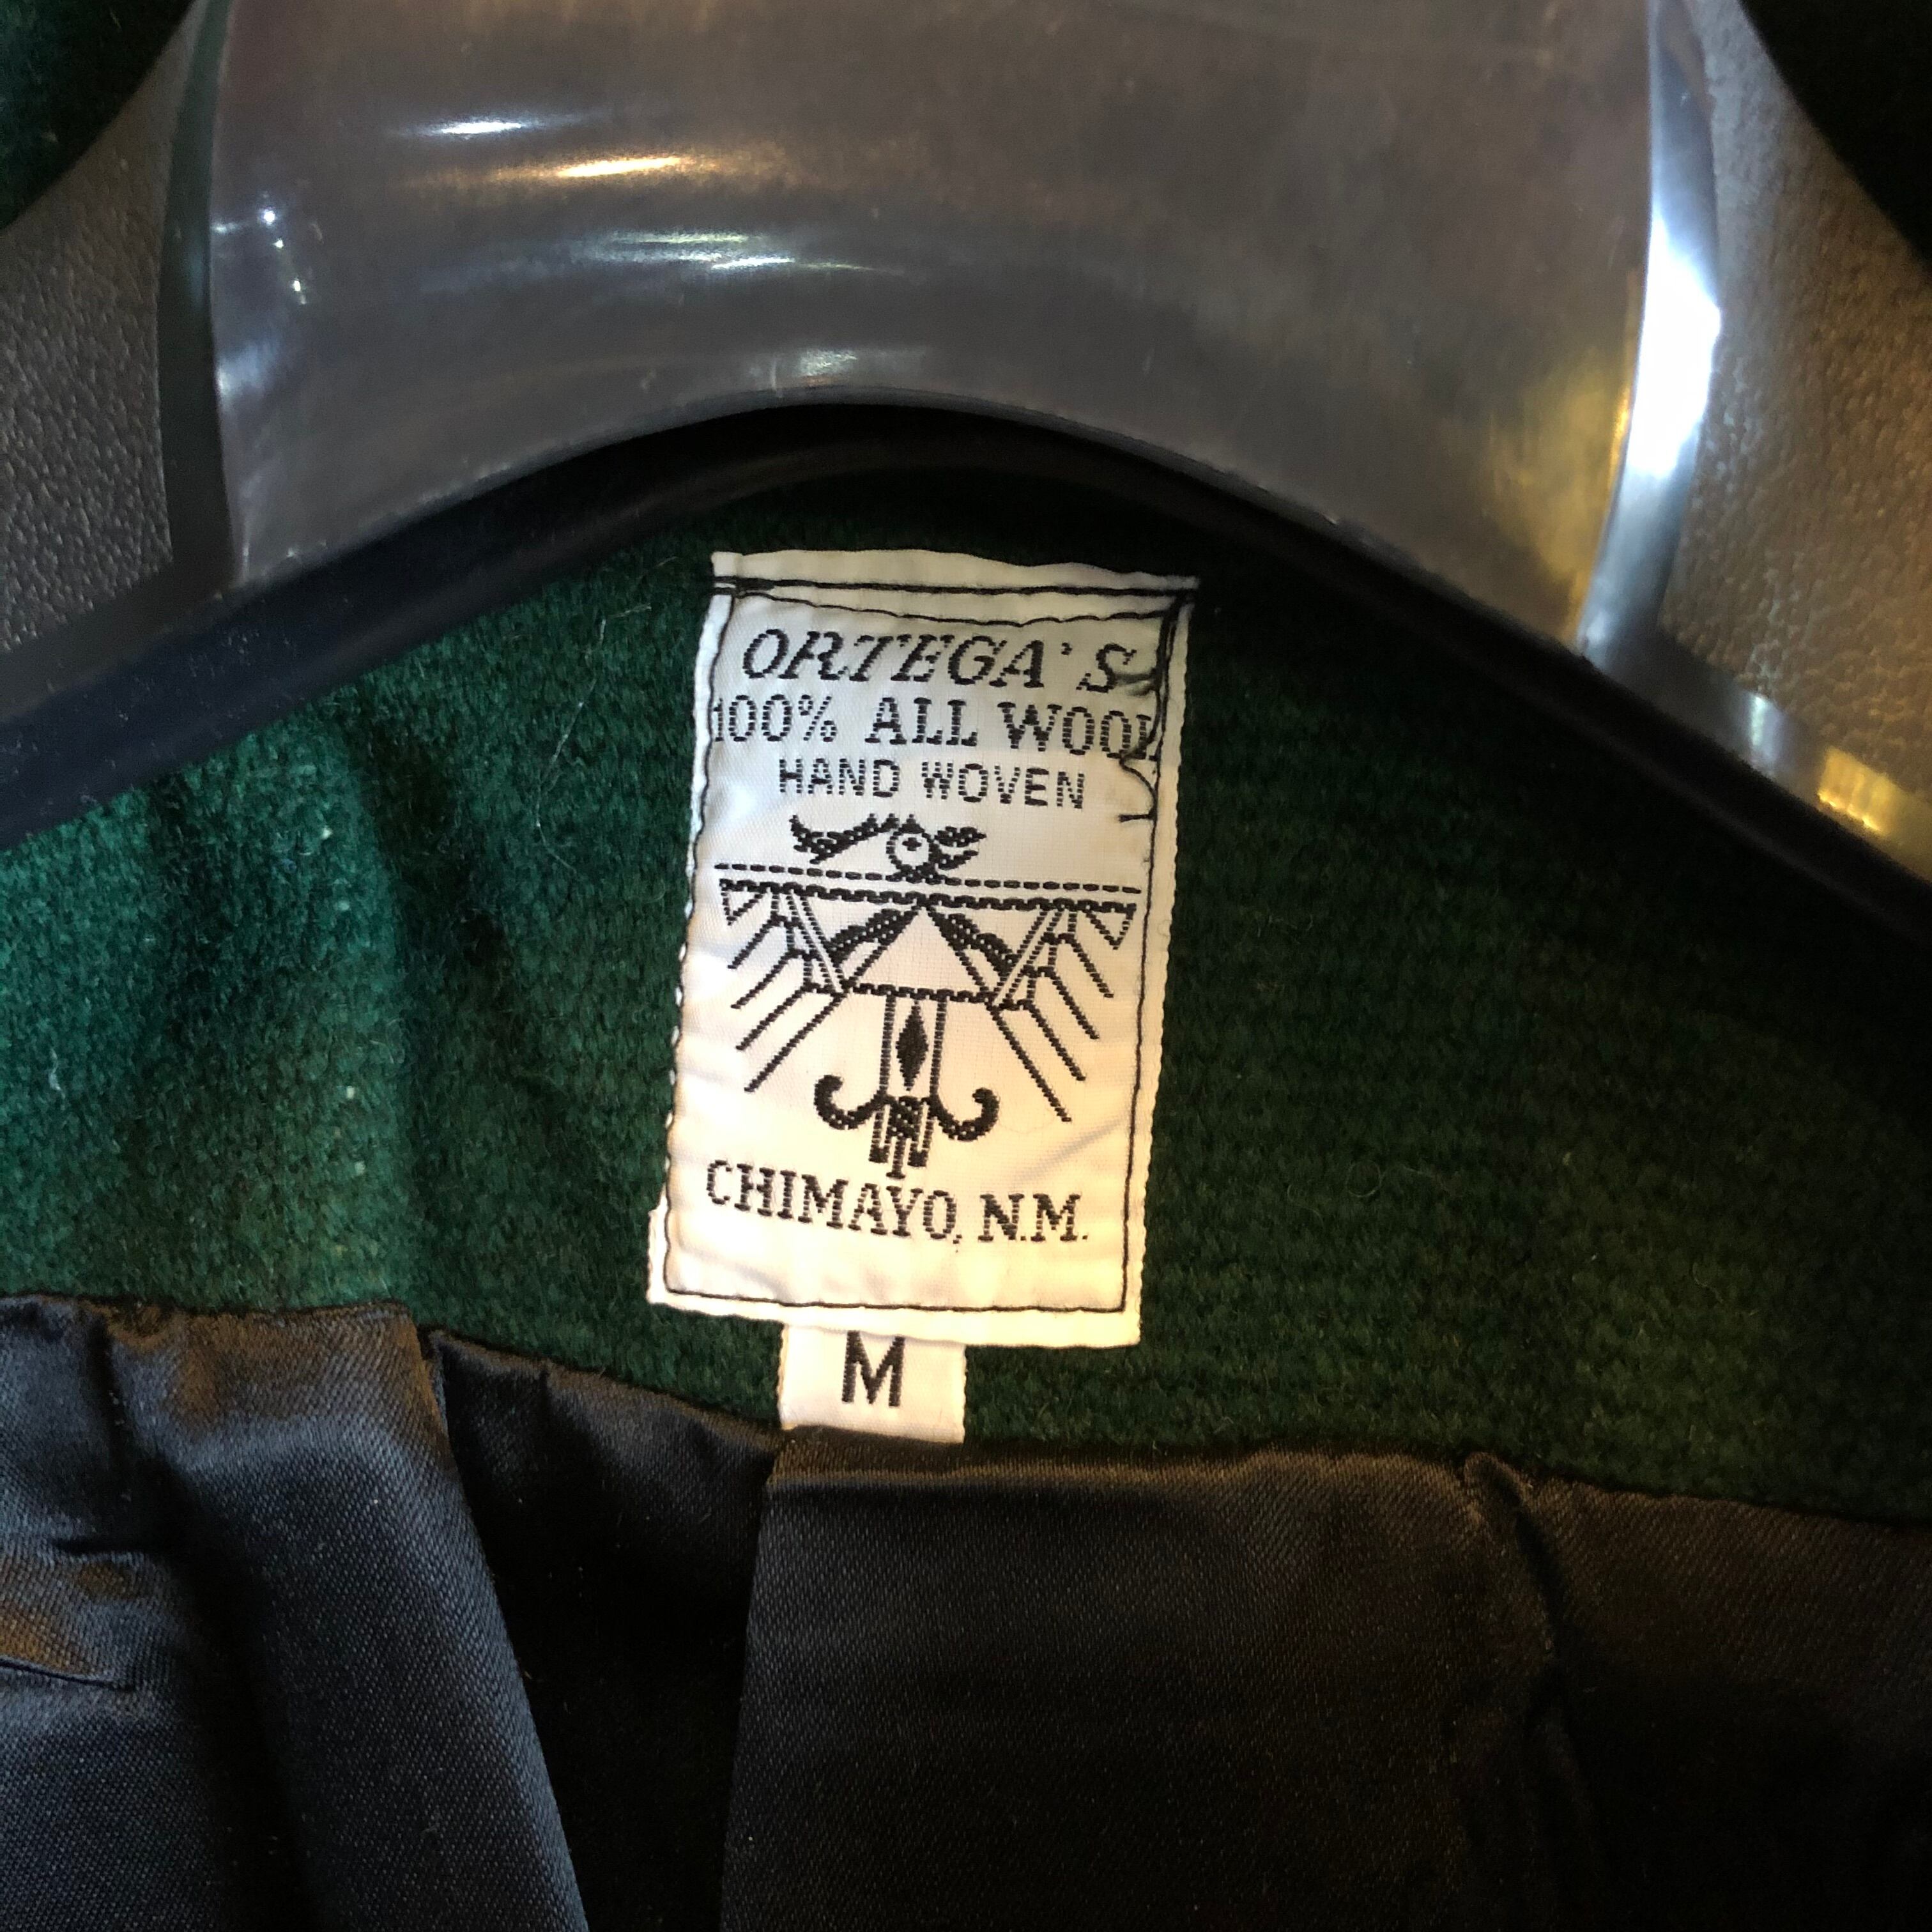 ORTEGA'S
100% ALL WOOL
HAND WOVEN
CHIMAYO, N.M.
M